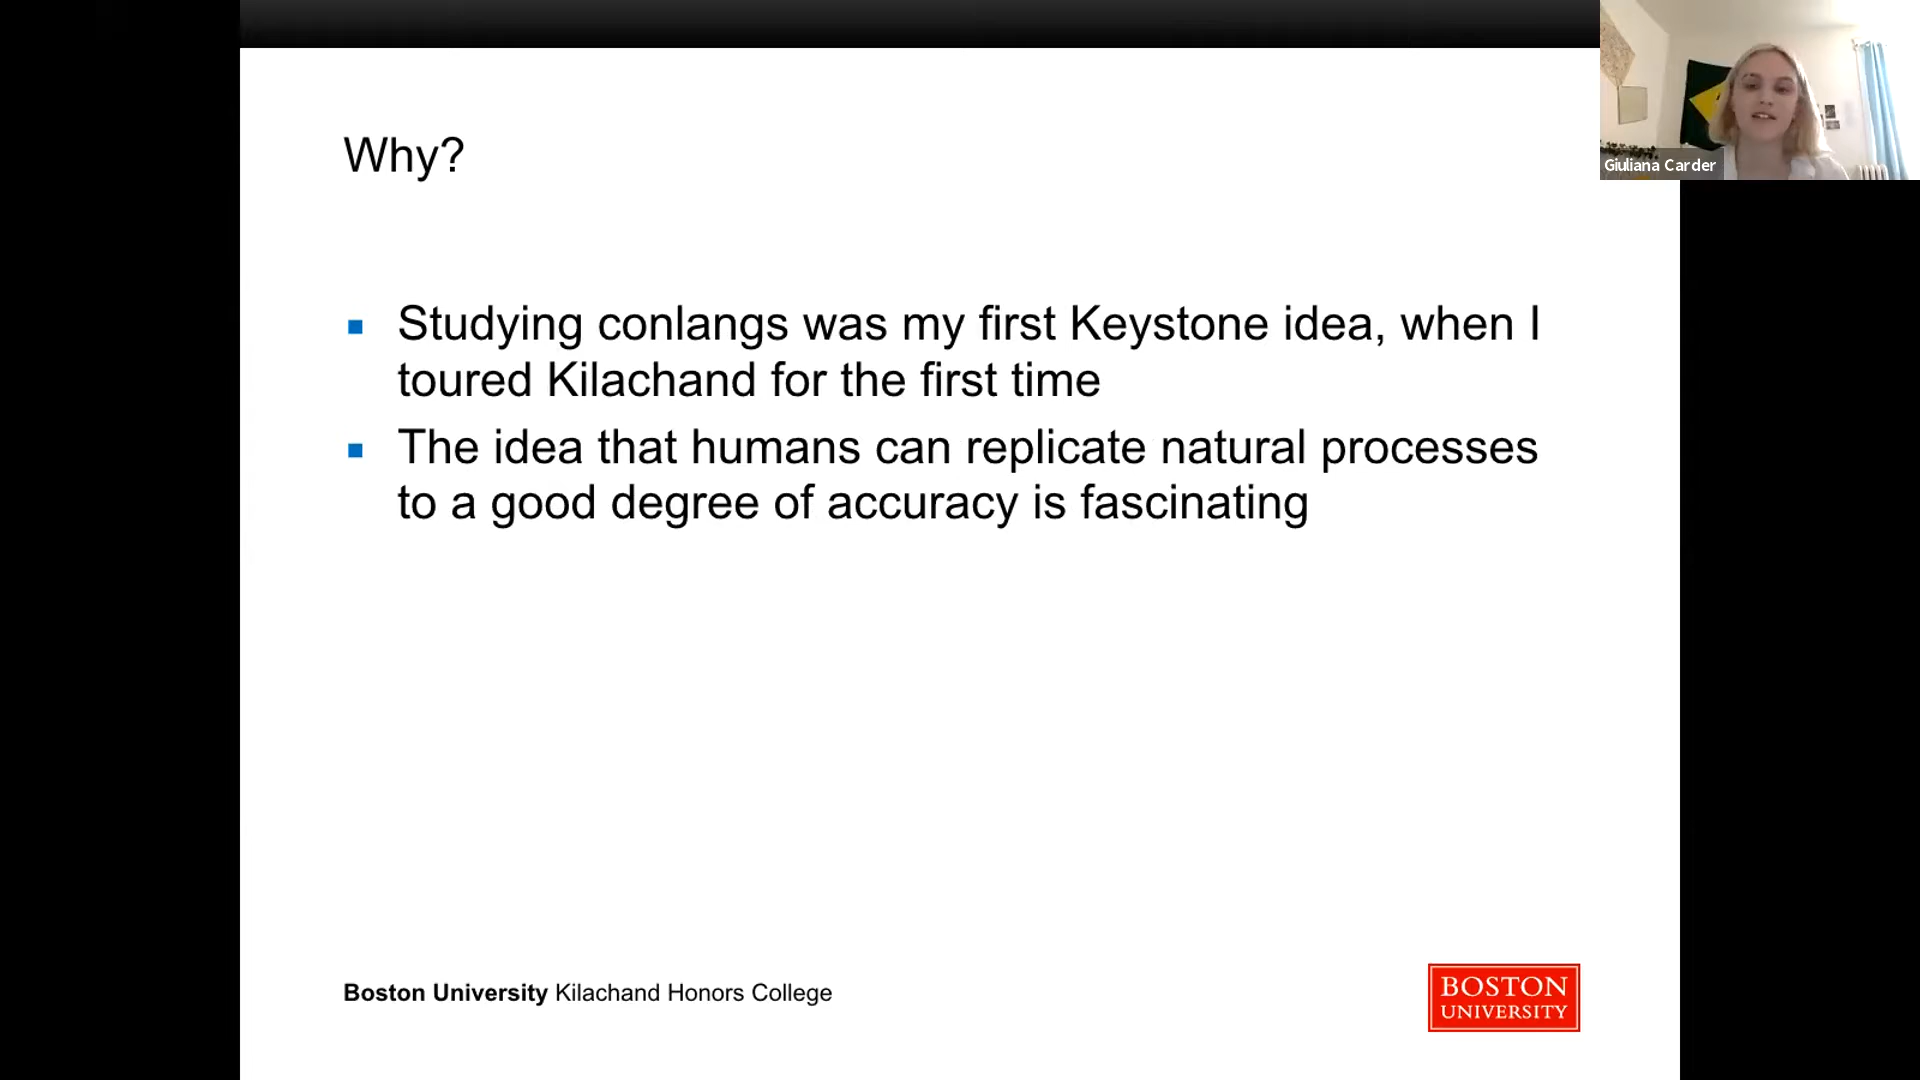 Why?
Studying conlangs was my first Keystone idea, when I
toured Kilachand for the first time
The idea that humans can replicate natural processes
to a good degree of accuracy is fascinating
Boston University Kilachand Honors College
BOSTON
UNIVERSITY
Giuliana Carder